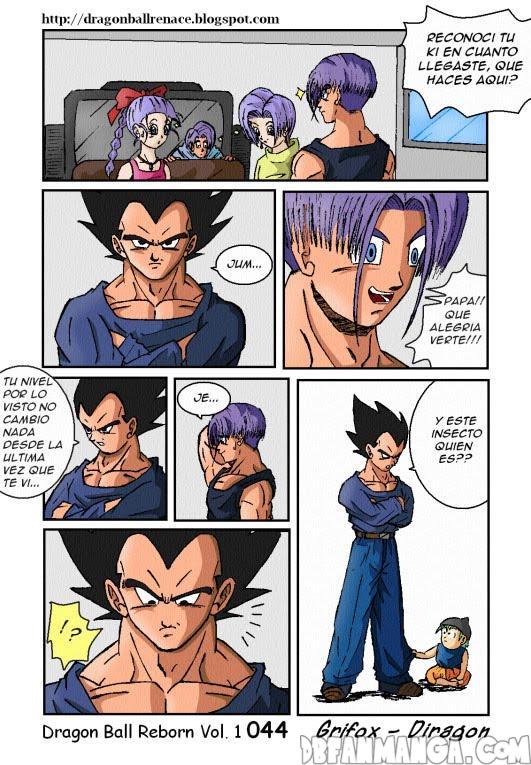 http://dragonballrenace.blogspot.com
RECONOCI TU
KI EN CUANTO
LLEGASTE, QUE
HACES AQUI?
JUM...
PAPA!!
QUE
ALEGRIA
VERTE!!!
TU NIVEL
POR LO
VISTO NO
CAMBIO
NADA
DESDE LA
ULTIMA
VEZ QUE
TE VI...
JE...
Y ESTE
INSECTO
QUIEN
ES??
!?
Dragon Ball Reborn Vol. 1 044
Grifox - Diragon
DBFANMANGA.COM